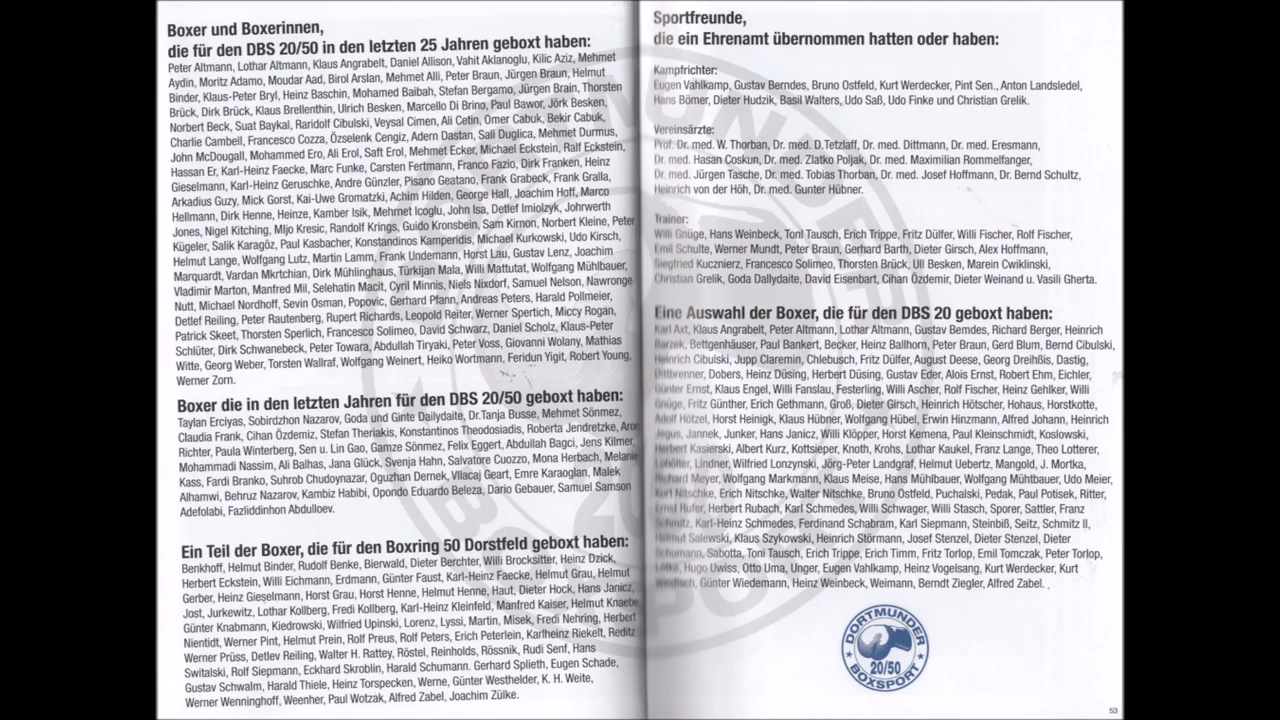 Boxer und Boxerinnen,
die für den DBS 20/50 in den letzten 25 Jahren geboxt haben:
Peter Altmann, Lothar Altmann, Klaus Angrabelt, Daniel Allison, Vahit Aklanoglu, Kilic Aziz, Mehmet
Aydin, Moritz Adamo, Moudar Aad, Birol Arslan, Mehmet Alli, Peter Braun, Jürgen Braun, Helmut
Binder, Klaus-Peter Bryl, Heinz Baschin, Mohamed Baibah, Stefan Bergamo, Jürgen Brain, Thorsten
Brück, Dirk Brück, Klaus Brellenthin, Ulrich Besken, Marcello Di Brino, Paul Bawor, Jörk Besken,
Norbert Beck, Suat Baykal, Raridolf Cibulski, Veysal Cimen, Ali Cetin, Omer Cabuk, Bekir Cabuk,
Charlie Cambell, Francesco Cozza, Özselenk Cengiz, Adern Dastan, Sali Duglica, Mehmet Durmus,
John McDougall, Mohammed Ero, Ali Erol, Saft Erol, Mehmet Ecker, Michael Eckstein, Ralf Eckstein,
Hassan Er, Karl-Heinz Faecke, Marc Funke, Carsten Fertmann, Franco Fazio, Dirk Franken, Heinz
Gieselmann, Karl-Heinz Geruschke, Andre Günzler, Pisano Geatano, Frank Grabeck, Frank Gralla,
Arkadius Guzy, Mick Gorst, Kai-Uwe Gromatzki, Achim Hilden, George Hall, Joachim Hoff, Marco
Hellmann, Dirk Henne, Heinze, Kamber Isik, Mehmet Icoglu, John Isa, Detlef Imiolzyk, Johrwerth
Jones, Nigel Kitching, MIjo Kresic, Randolf Krings, Guido Kronsbein, Sam Kirnon, Norbert Kleine, Peter
Kügeler, Salik Karagöz, Paul Kasbacher, Konstandinos Kamperidis, Michael Kurkowski, Udo Kirsch,
Helmut Lange, Wolfgang Lutz, Martin Lamm, Frank Undemann, Horst Lau, Gustav Lenz, Joachim
Marquardt, Vardan Mkrtchian, Dirk Mühlinghaus, Türkijan Mala, Willi Mattutat, Wolfgang Mühlbauer,
Vladimir Marton, Manfred Mil, Selehatin Macit, Cyril Minnis, Niels Nixdorf, Samuel Nelson, Nawronge
Nutt, Michael Nordhoff, Sevin Osman, Popovic, Gerhard Pfann, Andreas Peters, Harald Pollmeier,
Detlef Reiling, Peter Rautenberg, Rupert Richards, Leopold Reiter, Werner Spertich, Miccy Rogan,
Patrick Skeet, Thorsten Sperlich, Francesco Solimeo, David Schwarz, Daniel Scholz, Klaus-Peter
Schlüter, Dirk Schwanebeck, Peter Towara, Abdullah Tiryaki, Peter Voss, Giovanni Wolany, Mathias
Witte, Georg Weber, Torsten Wallraf, Wolfgang Weinert, Heiko Wortmann, Feridun Yigit, Robert Young,
Werner Zorn.
Boxer die in den letzten Jahren für den DBS 20/50 geboxt haben:
Taylan Erciyas, Sobirdzhon Nazarov, Goda und Ginte Dailydaite, Dr.Tanja Busse, Mehmet Sönmez,
Claudia Frank, Cihan Özdemiz, Stefan Theriakis, Konstantinos Theodosiadis, Roberta Jendretzke, Aron
Richter, Paula Winterberg, Sen u. Lin Gao, Gamze Sönmez, Felix Eggert, Abdullah Bagci, Jens Kilmer,
Mohammadi Nassim, Ali Balhas, Jana Glück, Svenja Hahn, Salvatore Cuozzo, Mona Herbach, Melanie
Kass, Fardi Branko, Suhrob Chudoynazar, Oguzhan Dernek, Vllacaj Geart, Emre Karaoglan, Malek
Alhamwi, Behruz Nazarov, Kambiz Habibi, Opondo Eduardo Beleza, Dario Gebauer, Samuel Samson
Adefolabi, Fazliddinhon Abdulloev.
Ein Teil der Boxer, die für den Boxring 50 Dorstfeld geboxt haben:
Benkhoff, Helmut Binder, Rudolf Benke, Bierwald, Dieter Berchter, Willi Brocksitter, Heinz Dzick,
Herbert Eckstein, Willi Eichmann, Erdmann, Günter Faust, Karl-Heinz Faecke, Helmut Grau, Helmut
Gerber, Heinz Gieselmann, Horst Grau, Horst Henne, Helmut Henne, Haut, Dieter Hock, Hans Janicz,
Jost, Jurkewitz, Lothar Kollberg, Fredi Kollberg, Karl-Heinz Kleinfeld, Manfred Kaiser, Helmut Knaebe,
Günter Knabmann, Kiedrowski, Wilfried Upinski, Lorenz, Lyssi, Martin, Misek, Fredi Nehring, Herbert
Nientidt, Werner Pint, Helmut Prein, Rolf Preus, Rolf Peters, Erich Peterlein, Karlheinz Riekelt, Reditz
Werner Prüss, Detlev Reiling, Walter H. Rattey, Röstel, Reinholds, Rössnik, Rudi Senf, Hans
Switalski, Rolf Siepmann, Eckhard Skroblin, Harald Schumann. Gerhard Splieth, Eugen Schade,
Gustav Schwalm, Harald Thiele, Heinz Torspecken, Werne, Günter Westhelder, K. H. Weite,
Werner Wenninghoff, Weenher, Paul Wotzak, Alfred Zabel, Joachim Zülke.
Sportfreunde,
die ein Ehrenamt übernommen hatten oder haben:
Kampfrichter:
Eugen Vahlkamp, Gustav Berndes, Bruno Ostfeld, Kurt Werdecker, Pint Sen., Anton Landsledel,
Hans Bömer, Dieter Hudzik, Basil Walters, Udo Saß, Udo Finke und Christian Grelik.
Vereinsärzte:
Prof. Dr. med. W. Thorban, Dr. med. D.Tetzlaff, Dr. med. Dittmann, Dr. med. Eresmann,
Dr. med. Hasan Coskun, Dr. med. Zlatko Poljak, Dr. med. Maximilian Rommelfanger,
Dr. med. Jürgen Tasche, Dr. med. Tobias Thorban, Dr. med. Josef Hoffmann, Dr. Bernd Schultz,
Heinrich von der Höh, Dr. med. Gunter Hübner.
Trainer:
Willi Gnüge, Hans Weinbeck, Tonl Tausch, Erich Trippe, Fritz Dülfer, Willi Fischer, Rolf Fischer,
Emil Schulte, Werner Mundt, Peter Braun, Gerhard Barth, Dieter Girsch, Alex Hoffmann,
Siegfried Kucznierz, Francesco Solimeo, Thorsten Brück, Ull Besken, Marein Cwiklinski,
Christian Grelik, Goda Dallydaite, David Eisenbart, Cihan Özdemir, Dieter Weinand u. Vasili Gherta.
Eine Auswahl der Boxer, die für den DBS 20 geboxt haben:
Karl Axt, Klaus Angrabelt, Peter Altmann, Lothar Altmann, Gustav Bemdes, Richard Berger, Heinrich
Barzek, Bettgenhäuser, Paul Bankert, Becker, Heinz Ballhorn, Peter Braun, Gerd Blum, Bernd Cibulski,
Heinrich Cibulski, Jupp Claremin, Chlebusch, Fritz Dülfer, August Deese, Georg Dreihßis, Dastig,
Dittbrenner, Dobers, Heinz Düsing, Herbert Düsing, Gustav Eder, Alois Ernst, Robert Ehm, Eichler,
Günter Ernst, Klaus Engel, Willi Fanslau, Festerling, Willi Ascher, Rolf Fischer, Heinz Gehlker, Willi
Gnüge, Fritz Günther, Erich Gethmann, Groß, Dieter Girsch, Heinrich Hötscher, Hohaus, Horstkotte,
Adolf Hötzel, Horst Heinigk, Klaus Hübner, Wolfgang Hübel, Erwin Hinzmann, Alfred Johann, Heinrich
Jegus, Jannek, Junker, Hans Janicz, Willi Klöpper, Horst Kemena, Paul Kleinschmidt, Koslowski,
Herbert Kasierski, Albert Kurz, Kottsieper, Knoth, Krohs, Lothar Kaukel, Franz Lange, Theo Lotterer,
Lindner, Wilfried Lonzynski, Jörg-Peter Landgraf, Helmut Uebertz, Mangold, J. Mortka,
Richard Meyer, Wolfgang Markmann, Klaus Meise, Hans Mühlbauer, Wolfgang Mühtbauer, Udo Meier,
Kurt Nitschke, Erich Nitschke, Walter Nitschke, Bruno Ostfeld, Puchalski, Pedak, Paul Potisek, Ritter,
Ernst Rufer, Herbert Rubach, Karl Schmedes, Willi Schwager, Willi Stasch, Sporer, Sattler, Franz
Schmitz, Karl-Heinz Schmedes, Ferdinand Schabram, Karl Siepmann, Steinbiß, Seitz, Schmitz II,
Helmut Salewski, Klaus Szykowski, Heinrich Störmann, Josef Stenzel, Dieter Stenzel, Dieter
Schumann, Sabotta, Toni Tausch, Erich Trippe, Erich Timm, Fritz Torlop, Emil Tomczak, Peter Torlop,
Hugo Uwiss, Otto Uma, Unger, Eugen Vahlkamp, Heinz Vogelsang, Kurt Werdecker, Kurt
Windisch, Günter Wiedemann, Heinz Weinbeck, Weimann, Berndt Ziegler, Alfred Zabel.
DORTMUNDER
20/50
BOXSPORT
53